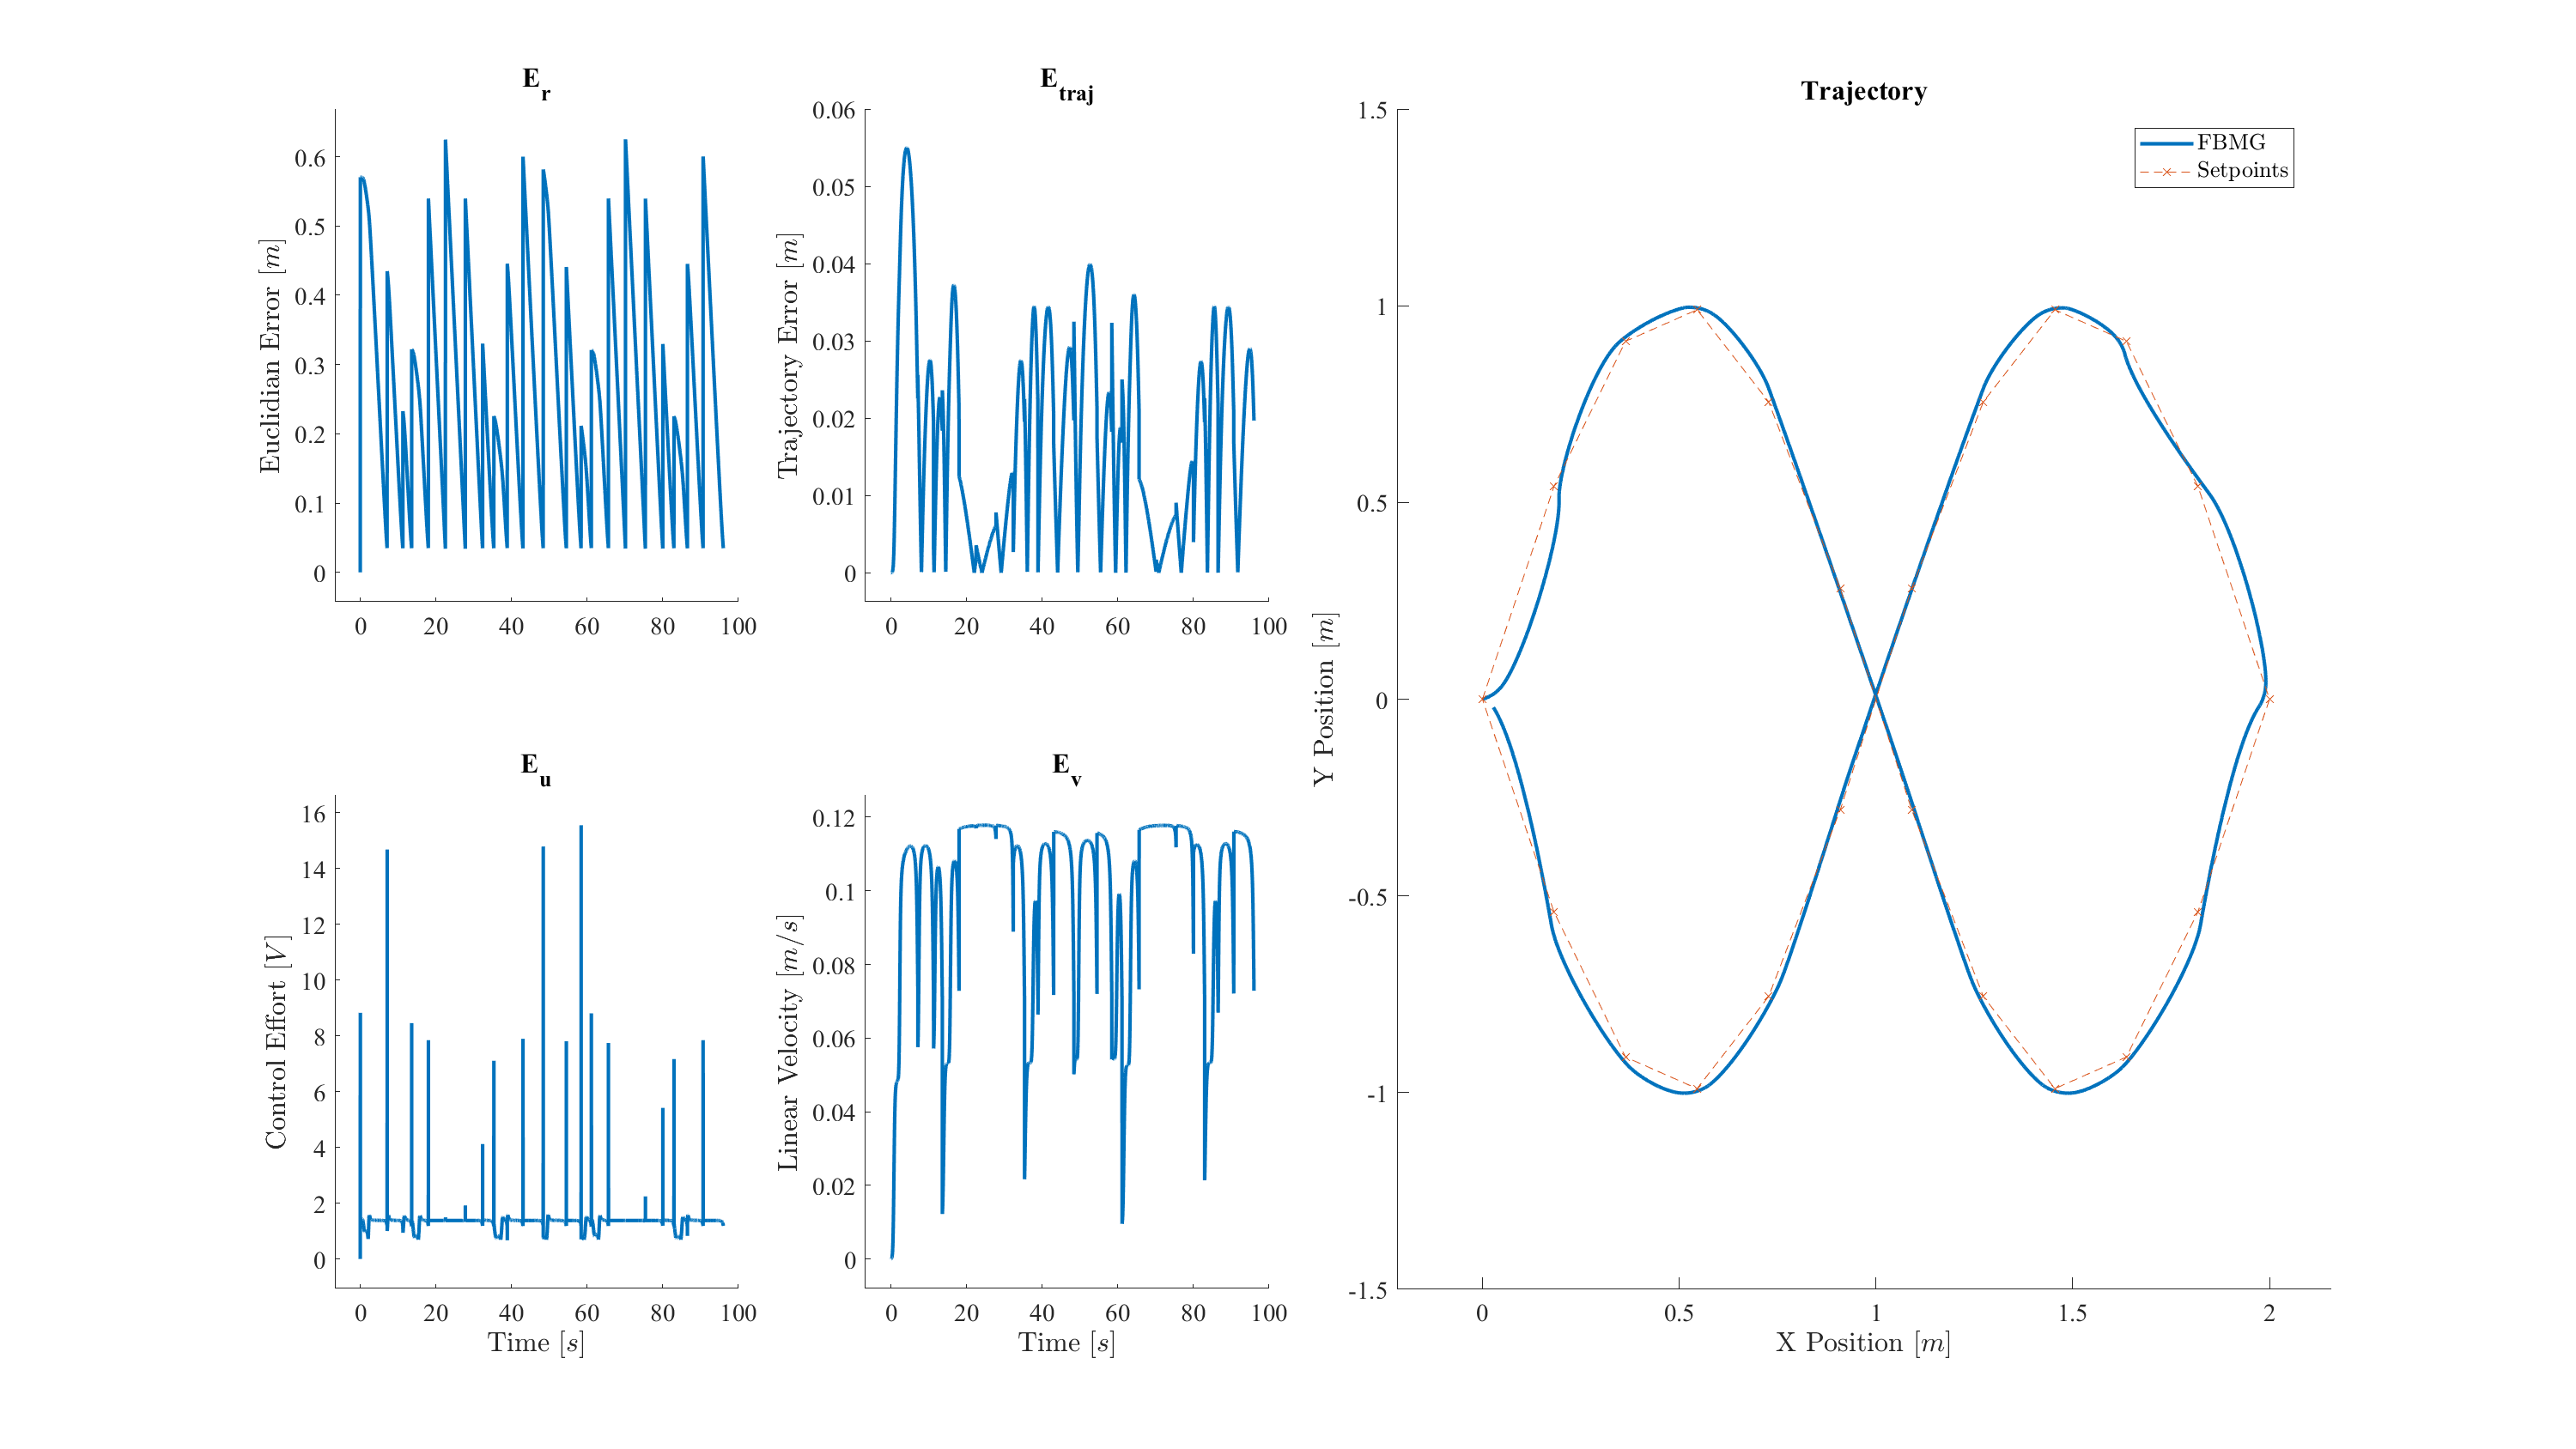 E_r
Euclidian Error [m]
0.6
0.5
0.4
0.3
0.2
0.1
0
0 20 40 60 80 100
E_traj
Trajectory Error [m]
0.06
0.05
0.04
0.03
0.02
0.01
0
0 20 40 60 80 100
E_u
Control Effort [V]
16
14
12
10
8
6
4
2
0
0 20 40 60 80 100
Time [s]
E_v
Linear Velocity [m/s]
0.12
0.1
0.08
0.06
0.04
0.02
0
0 20 40 60 80 100
Time [s]
Trajectory
FBMG
Setpoints
Y Position [m]
1.5
1
0.5
0
-0.5
-1
-1.5
0 0.5 1 1.5 2
X Position [m]